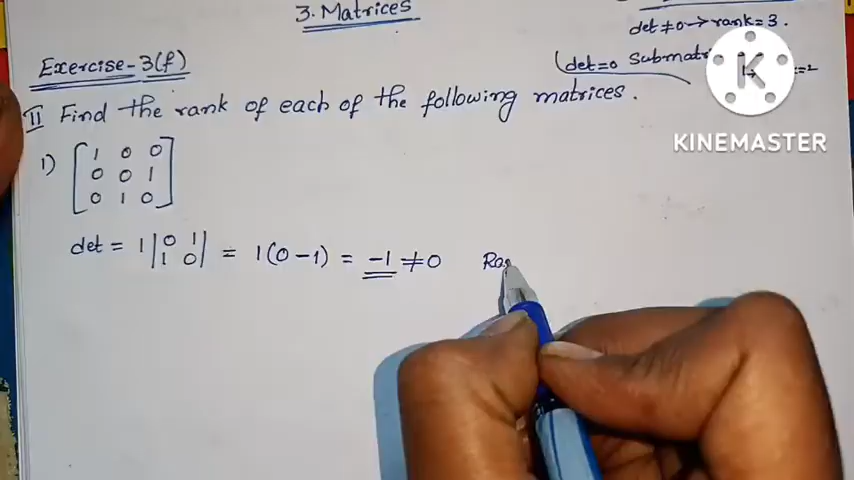 3. Matrices
det ≠ 0 → rank = 3.
Exercise - 3(f)
(det = 0 Submatri
= 2
II Find the rank of each of the following matrices.
KINEMASTER
1) [1 0 0
0 0 1
0 1 0]
det = 1 |0 1
1 0| = 1(0 - 1) = -1 ≠ 0 Ran